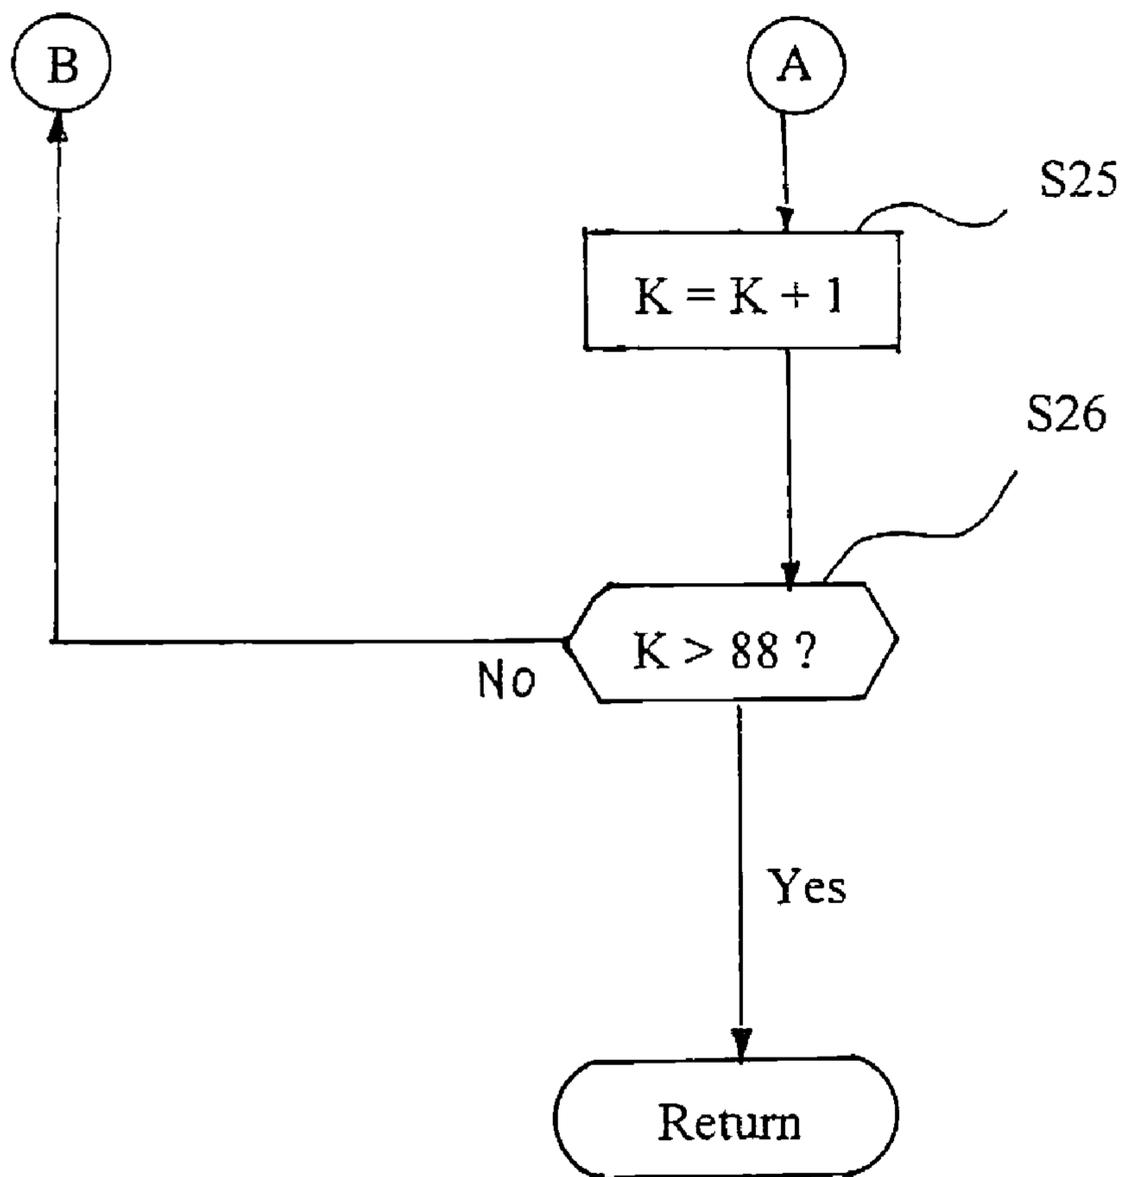 B
A
S25
K = K + 1
S26
K > 88 ?
No
Yes
Return